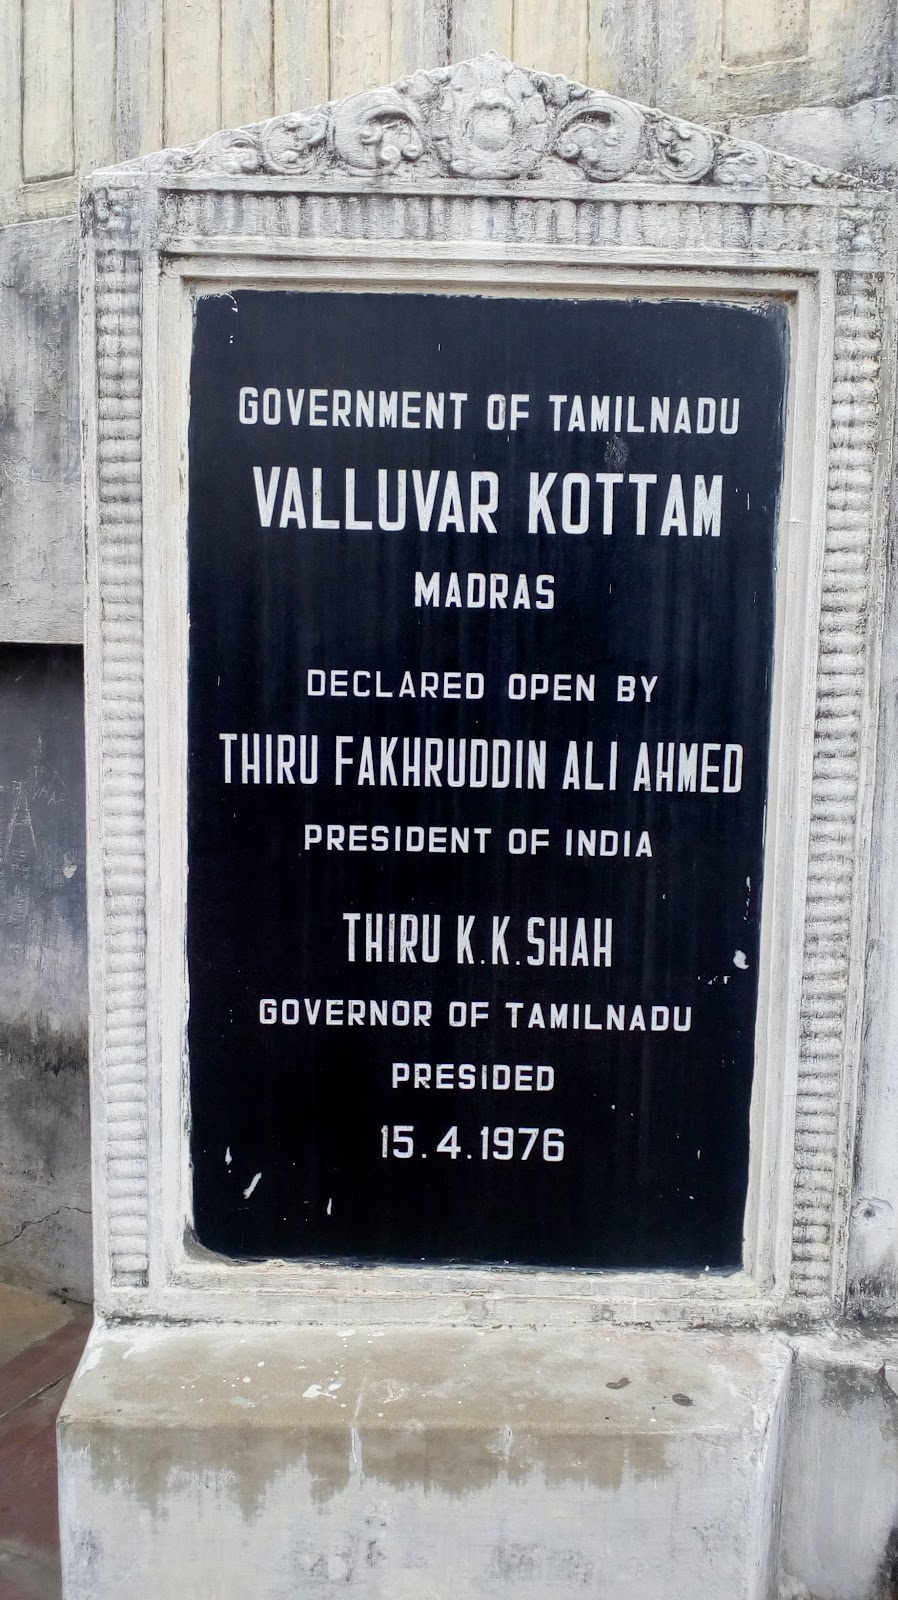 GOVERNMENT OF TAMILNADU
VALLUVAR KOTTAM
MADRAS
DECLARED OPEN BY
THIRU FAKHRUDDIN ALI AHMED
PRESIDENT OF INDIA
THIRU K.K.SHAH
GOVERNOR OF TAMILNADU
PRESIDED
15.4.1976